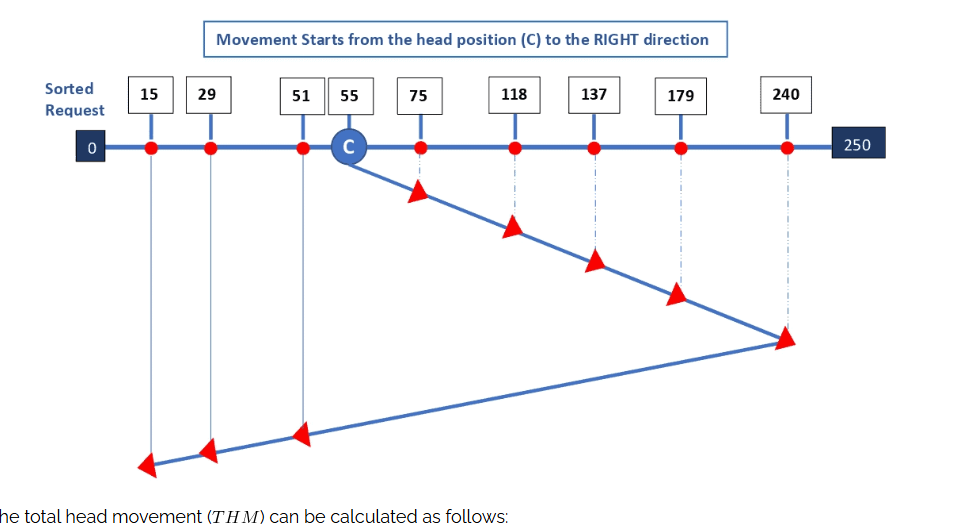 Movement Starts from the head position (C) to the RIGHT direction
Sorted
Request
15 29 51 55 75 118 137 179 240
0 C 250
he total head movement (THM) can be calculated as follows: